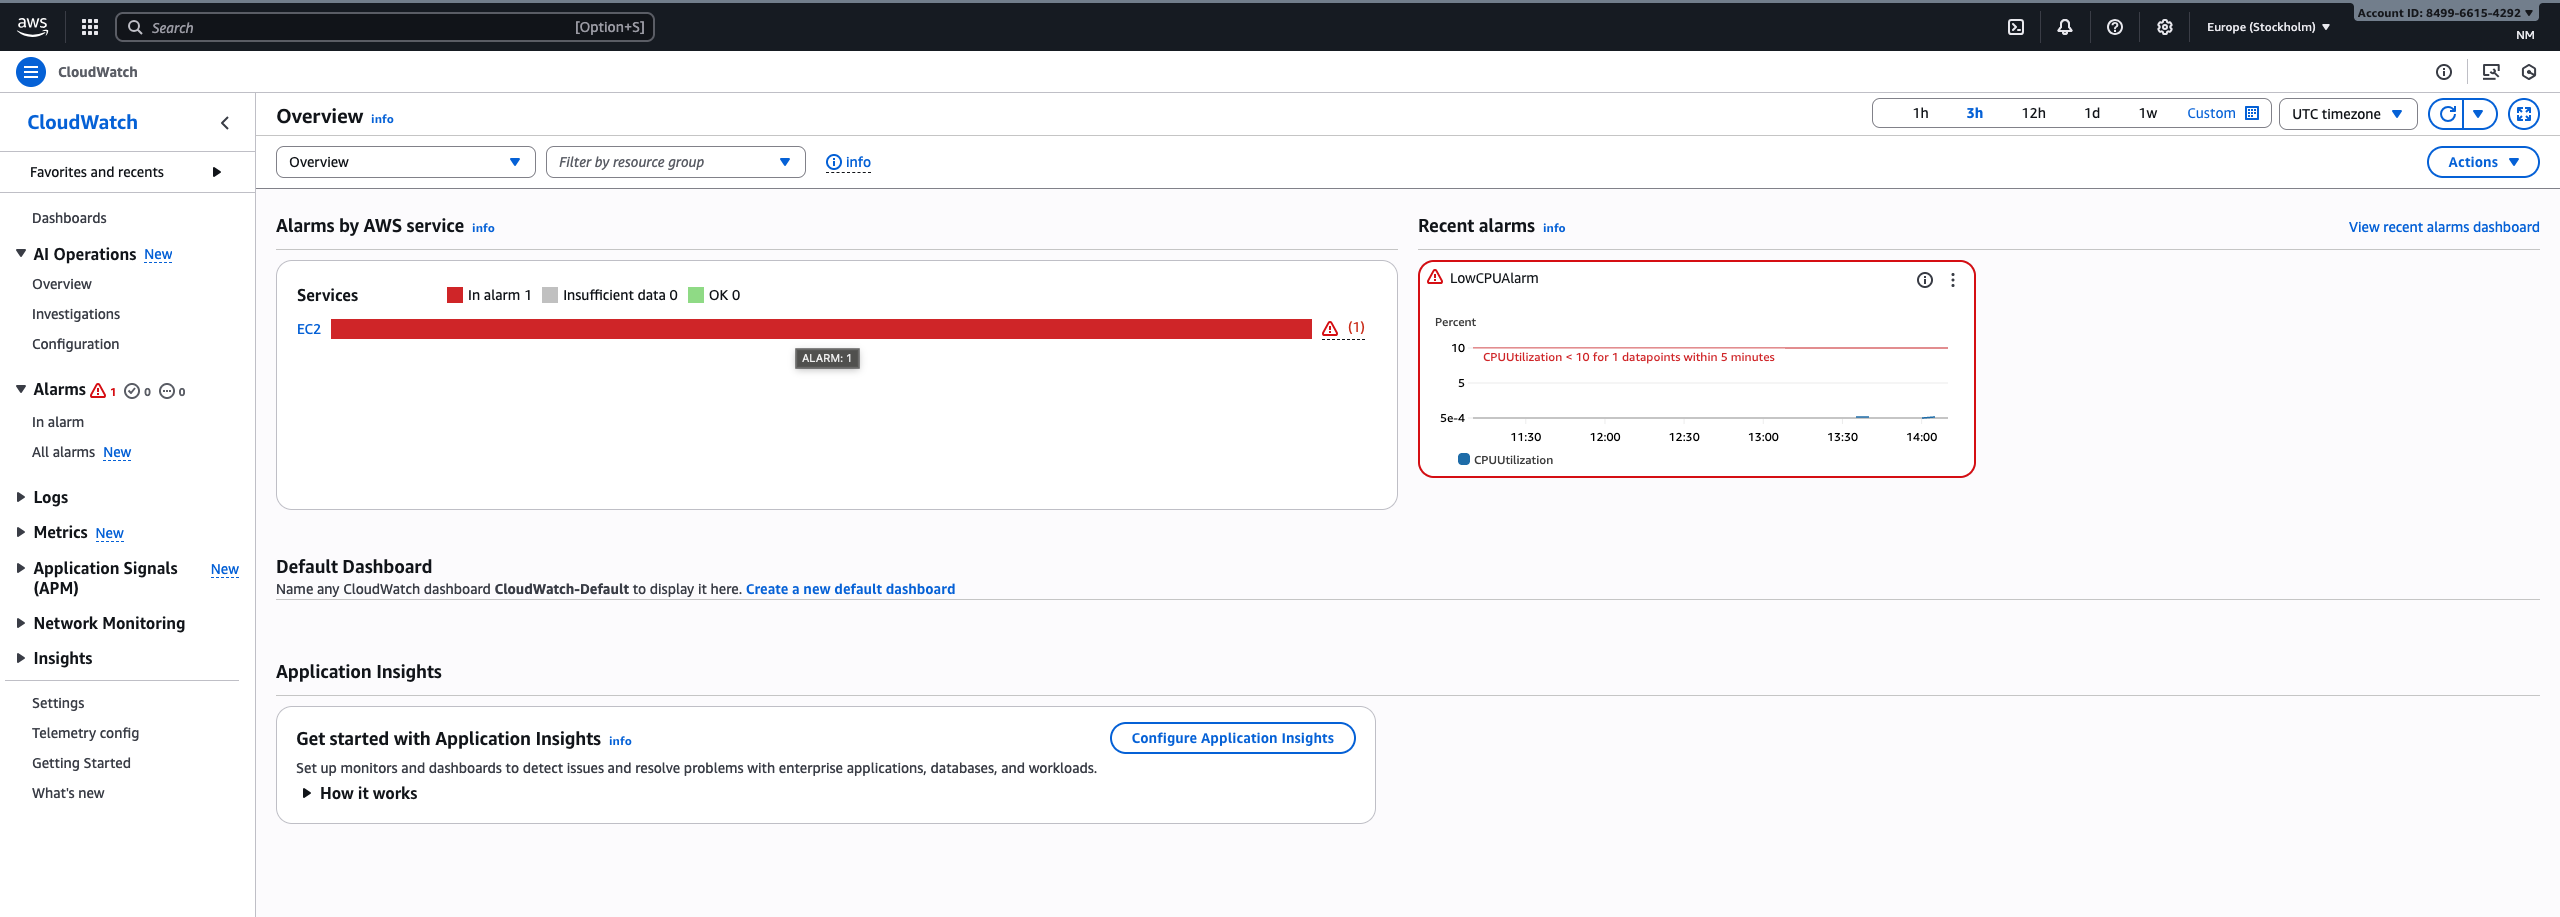 aws
Search [Option+S]
Europe (Stockholm)
Account ID: 8499-6615-4292
NM
CloudWatch
CloudWatch
Favorites and recents
Dashboards
AI Operations New
Overview
Investigations
Configuration
Alarms 1 0 0
In alarm
All alarms New
Logs
Metrics New
Application Signals New
(APM)
Network Monitoring
Insights
Settings
Telemetry config
Getting Started
What's new
Overview info
1h 3h 12h 1d 1w Custom UTC timezone
Overview Filter by resource group info Actions
Alarms by AWS service info
Services In alarm 1 Insufficient data 0 OK 0
EC2 (1)
ALARM: 1
Recent alarms info View recent alarms dashboard
LowCPUAlarm
Percent
10
CPUUtilization < 10 for 1 datapoints within 5 minutes
5
5e-4
11:30 12:00 12:30 13:00 13:30 14:00
CPUUtilization
Default Dashboard
Name any CloudWatch dashboard CloudWatch-Default to display it here. Create a new default dashboard
Application Insights
Get started with Application Insights info Configure Application Insights
Set up monitors and dashboards to detect issues and resolve problems with enterprise applications, databases, and workloads.
How it works